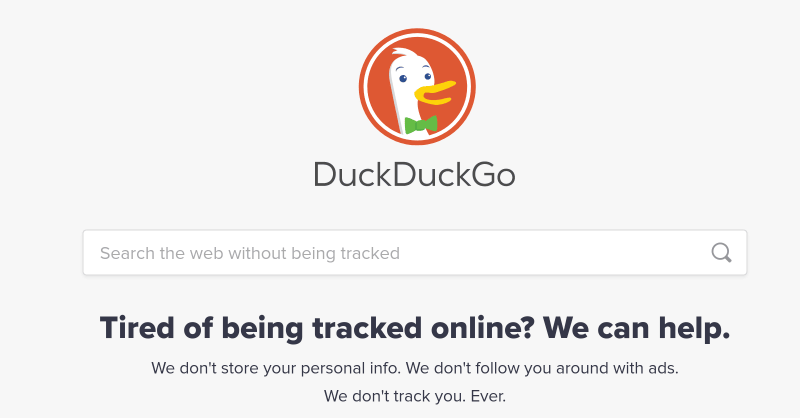 DuckDuckGo
Search the web without being tracked
Tired of being tracked online? We can help.
We don't store your personal info. We don't follow you around with ads.
We don't track you. Ever.